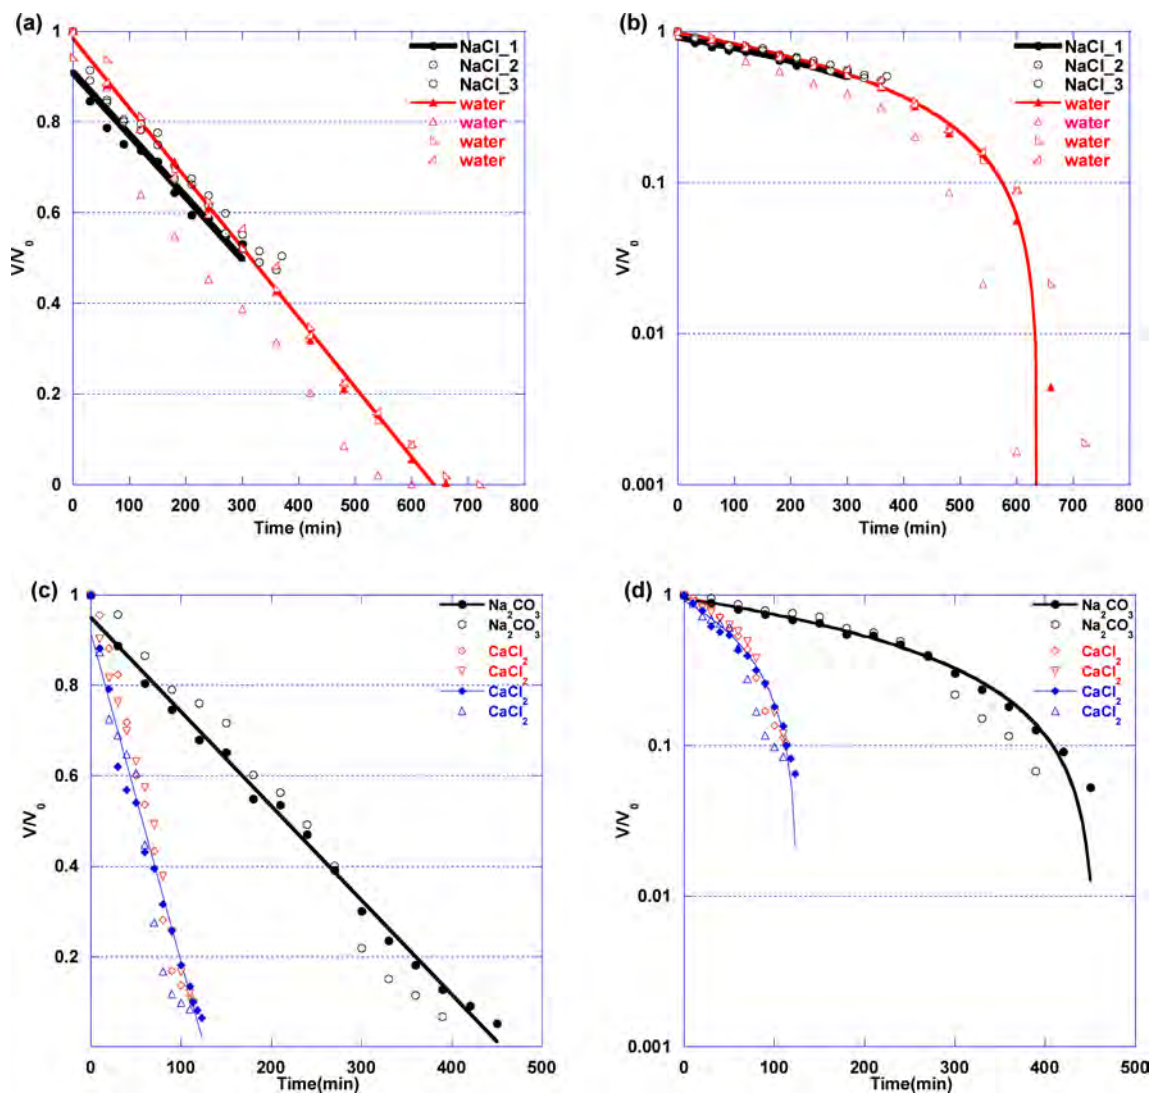 (a)
1
0.8
0.6
0.4
0.2
0
V/V0
0 100 200 300 400 500 600 700 800
Time (min)
NaCl_1
NaCl_2
NaCl_3
water
water
water
water
(b)
1
0.1
0.01
0.001
V/V0
0 100 200 300 400 500 600 700 800
Time (min)
NaCl_1
NaCl_2
NaCl_3
water
water
water
water
(c)
1
0.8
0.6
0.4
0.2
V/V0
0 100 200 300 400 500
Time(min)
Na2CO3
Na2CO3
CaCl2
CaCl2
CaCl2
CaCl2
(d)
1
0.1
0.01
0.001
V/V0
0 100 200 300 400 500
Time(min)
Na2CO3
Na2CO3
CaCl2
CaCl2
CaCl2
CaCl2